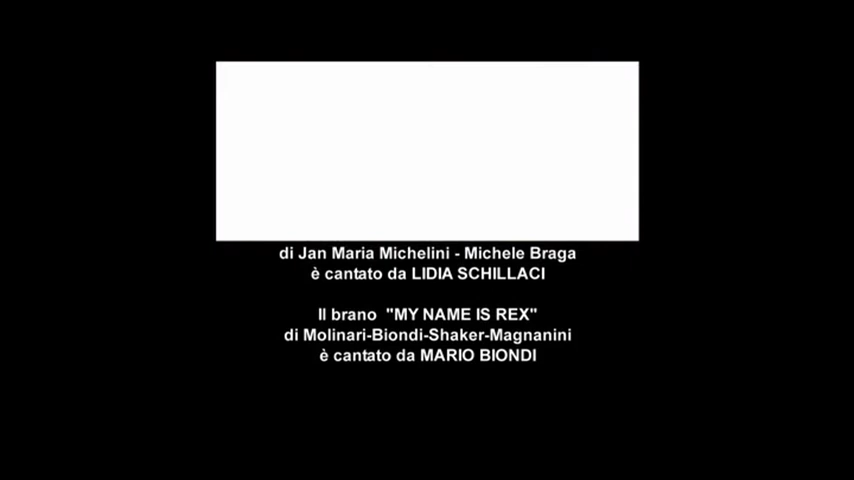 di Jan Maria Michelini - Michele Braga
è cantato da LIDIA SCHILLACI
Il brano "MY NAME IS REX"
di Molinari-Biondi-Shaker-Magnanini
è cantato da MARIO BIONDI